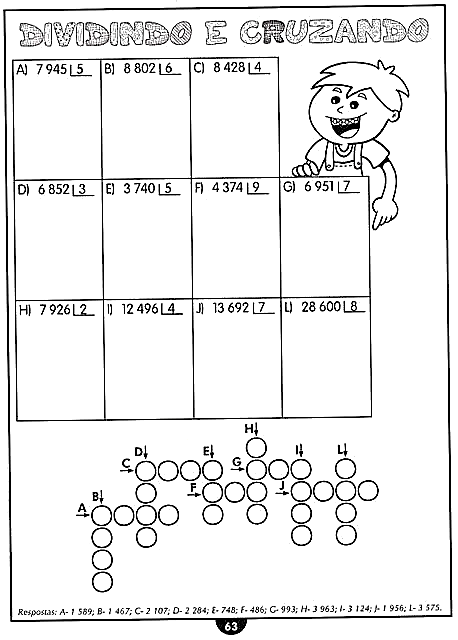 DIVIDINDO E CRUZANDO
A) 7 945 5 B) 8 802 6 C) 8 428 4
D) 6 852 3 E) 3 740 5 F) 4 374 9 G) 6 951 7
H) 7 926 2 I) 12 496 4 J) 13 692 7 L) 28 600 8
H
D E I L
C G
F J
B
A
Respostas: A- 1 589; B- 1 467; C- 2 107; D- 2 284; E- 748; F- 486; G- 993; H- 3 963; I- 3 124; J- 1 956; L- 3 575.
63